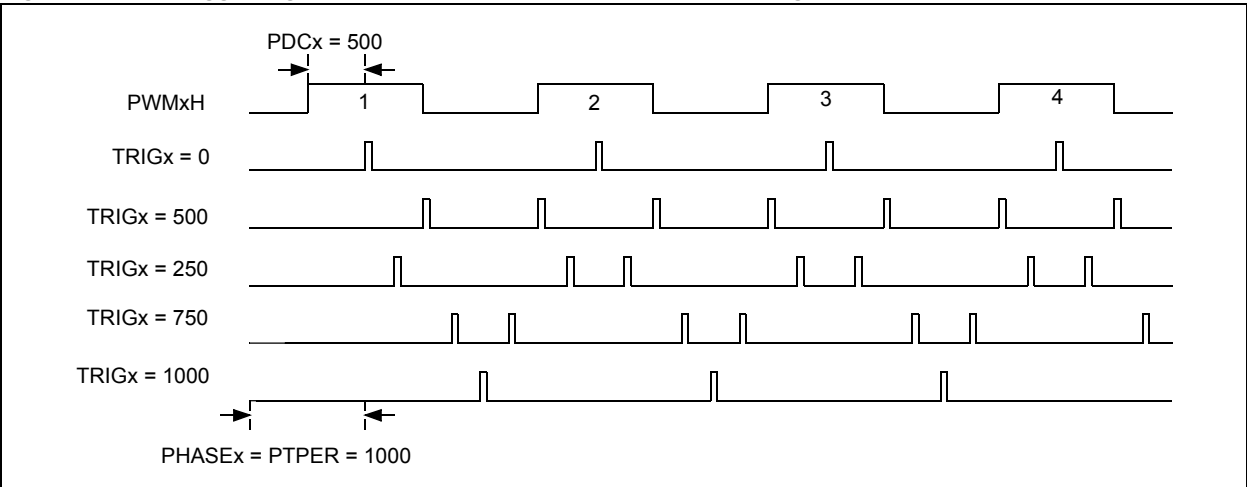 PDCx = 500
PWMxH
1
2
3
4
TRIGx = 0
TRIGx = 500
TRIGx = 250
TRIGx = 750
TRIGx = 1000
PHASEx = PTPER = 1000